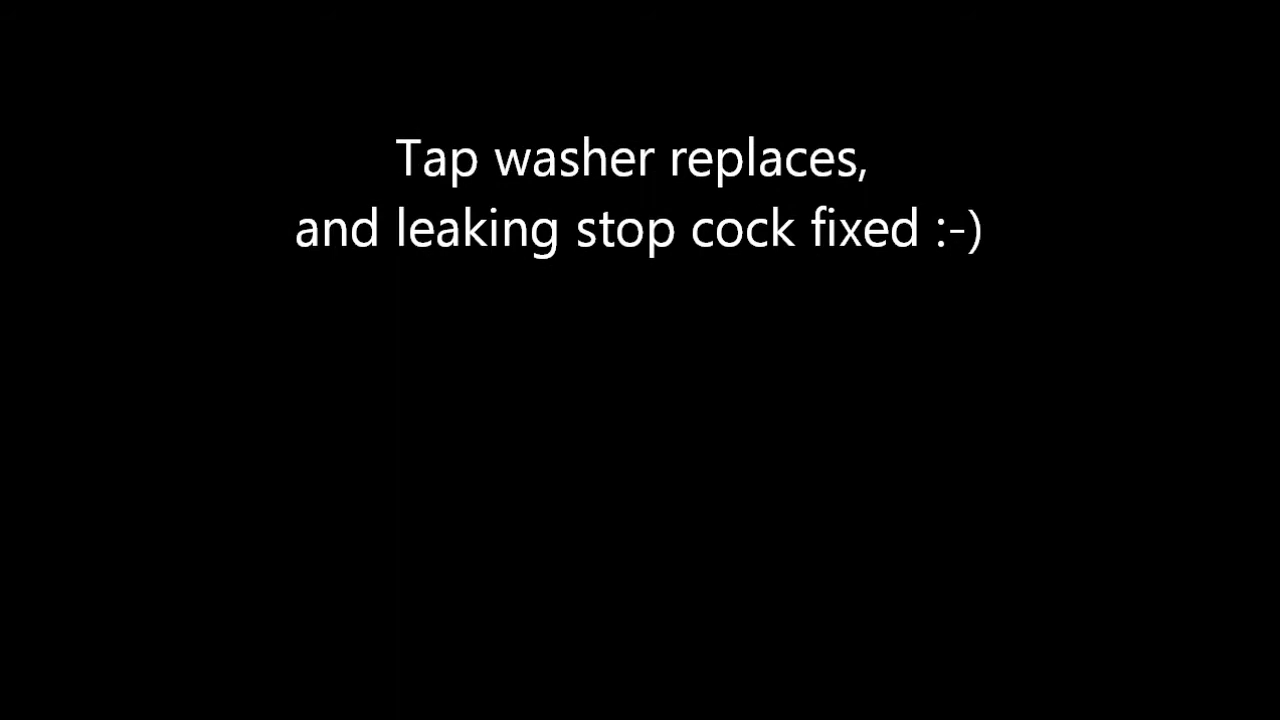 Tap washer replaces,
and leaking stop cock fixed :-)